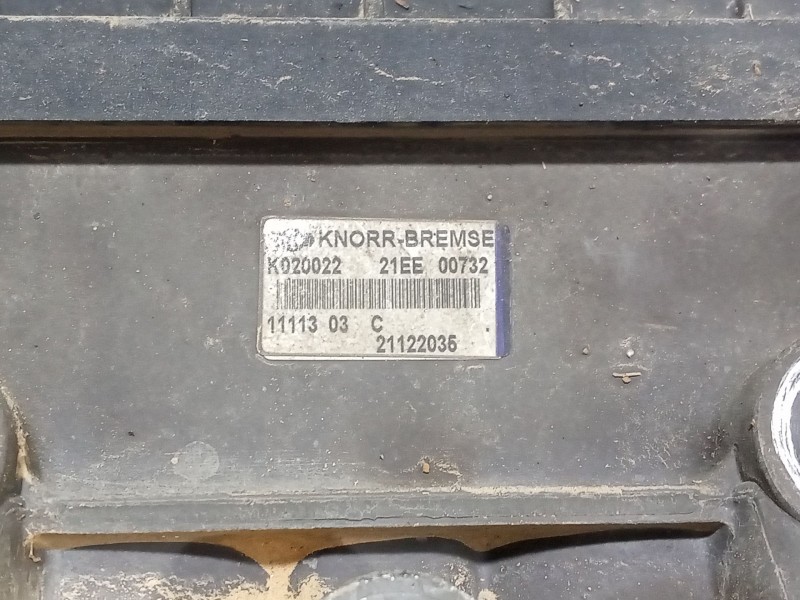 KNORR-BREMSE
K020022 21EE 00732
11113 03 C
21122035